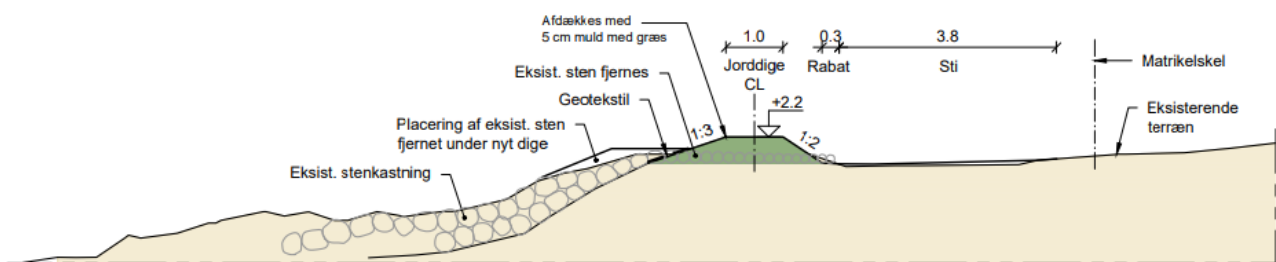 Afdækkes med
5 cm muld med græs
1.0
0.3
3.8
Jorddige
Rabat
Sti
CL
Matrikelskel
Eksist. sten fjernes
Geotekstil
+2.2
Eksisterende
terræn
Placering af eksist. sten
fjernet under nyt dige
1:3
1:2
Eksist. stenkastning